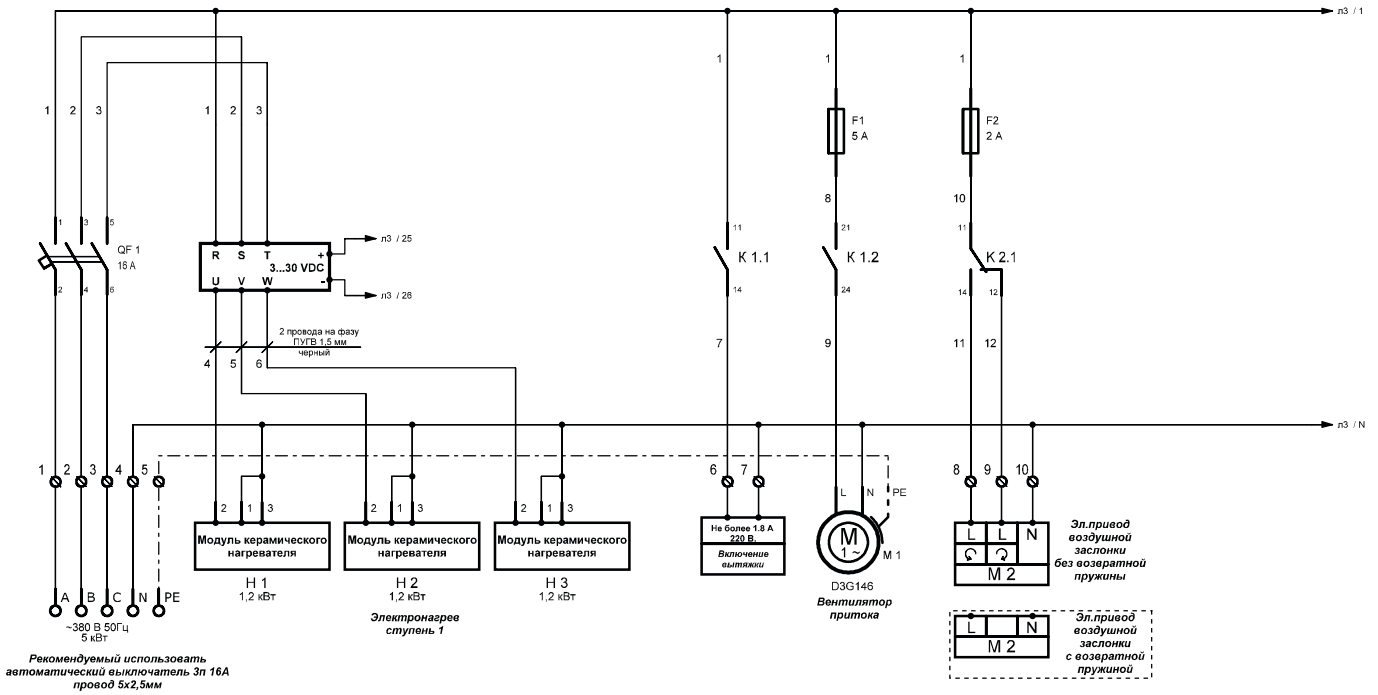 л3 / 1
1
2
3
1
2
3
1
1
1
F1
5 А
F2
2 А
8
10
1
3
5
QF 1
16 А
2
4
6
R S T
3...30 VDC
U V W
+
-
л3 / 25
л3 / 26
11
К 1.1
14
21
К 1.2
24
11
К 2.1
14
12
2 провода на фазу
ПУГВ 1,5 мм
черный
4
5
6
7
9
11
12
л3 / N
1
2
3
4
5
6
7
8
9
10
2
1
3
2
1
3
2
1
3
L
N
PE
Модуль керамического
нагревателя
Н 1
1,2 кВт
Модуль керамического
нагревателя
Н 2
1,2 кВт
Модуль керамического
нагревателя
Н 3
1,2 кВт
Электронагрев
ступень 1
Не более 1.8 А
220 В.
Включение
вытяжки
М
1 ~
М 1
D3G146
Вентилятор
притока
L
L
N
М 2
Эл.привод
воздушной
заслонки
без возвратной
пружины
L
N
М 2
Эл.привод
воздушной
заслонки
с возвратной
пружиной
A
B
C
N
PE
~380 В 50Гц
5 кВт
Рекомендуемый использовать
автоматический выключатель 3п 16А
провод 5х2,5мм